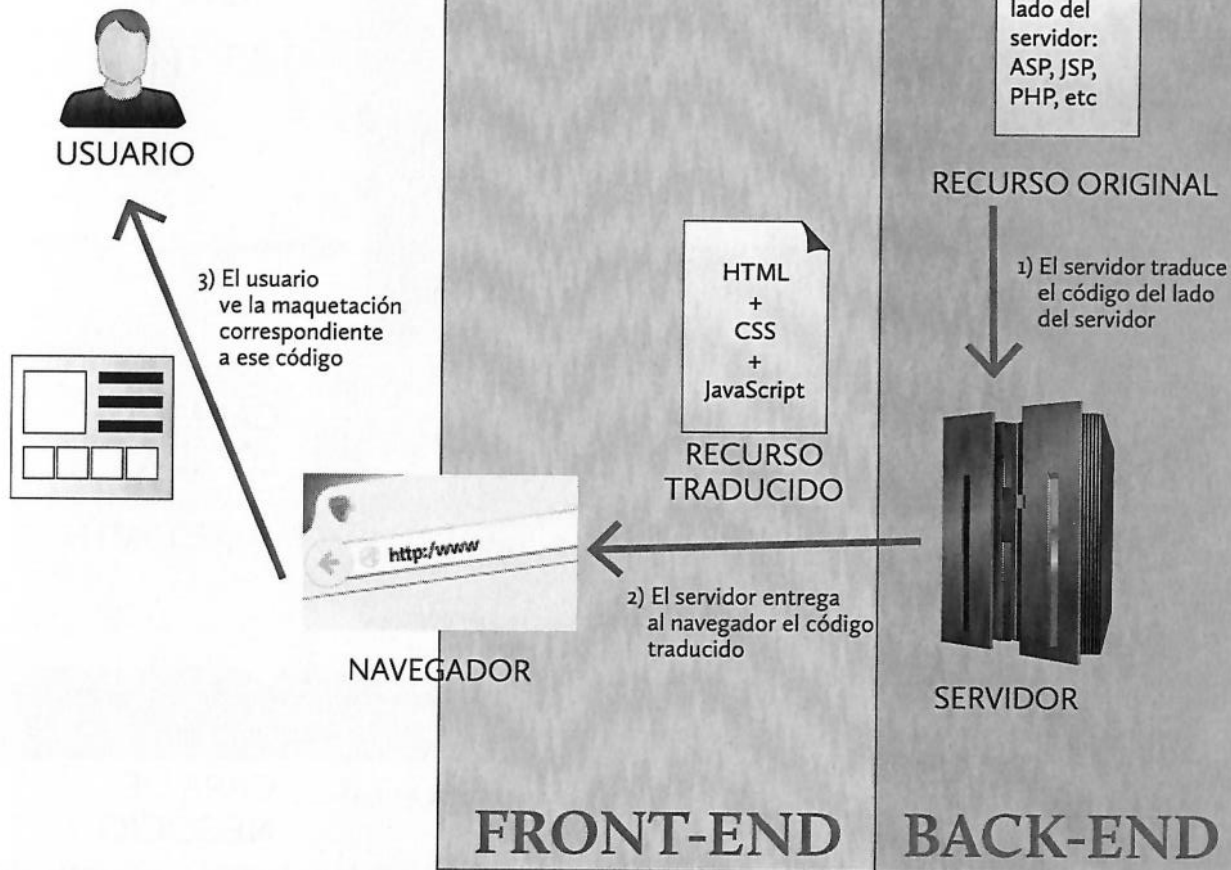 lado del
servidor:
ASP, JSP,
PHP, etc
USUARIO
RECURSO ORIGINAL
1) El servidor traduce
el código del lado
del servidor
HTML
+
CSS
+
JavaScript
RECURSO
TRADUCIDO
3) El usuario
ve la maquetación
correspondiente
a ese código
http:/www
2) El servidor entrega
al navegador el código
traducido
NAVEGADOR
SERVIDOR
FRONT-END
BACK-END